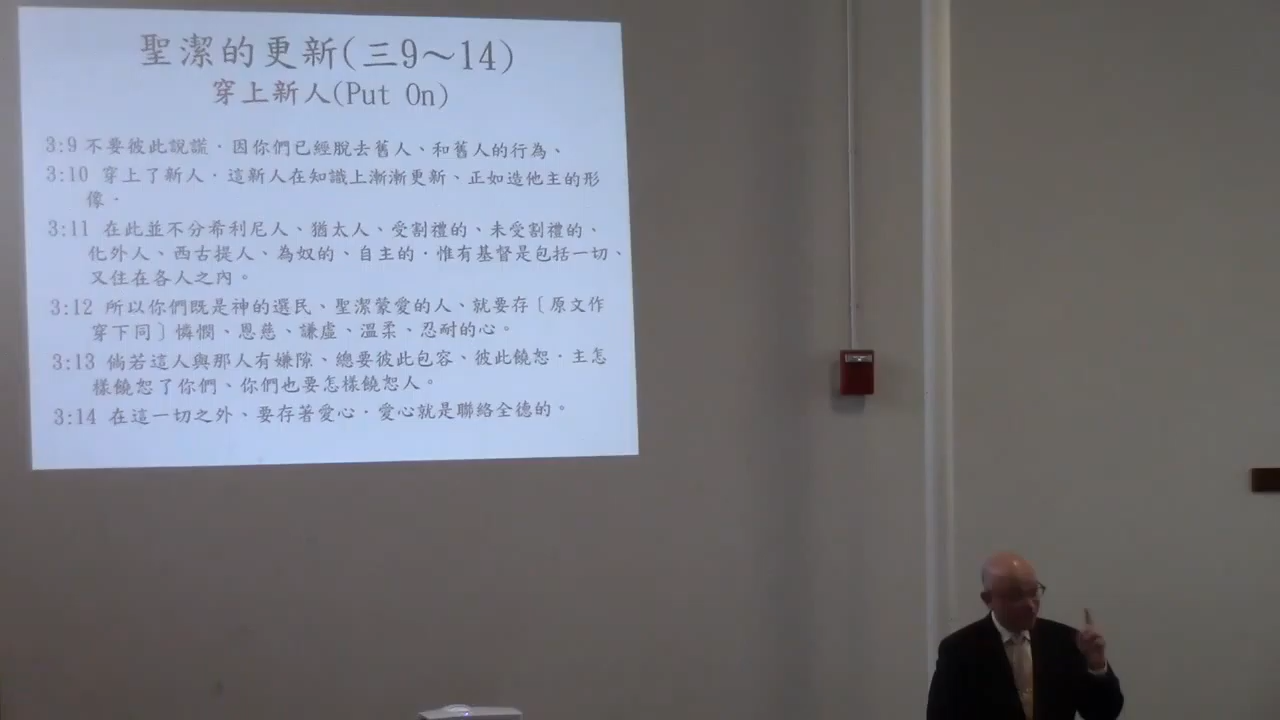 聖潔的更新(三9～14)
穿上新人(Put On)
3:9 不要彼此說謊．因你們已經脫去舊人、和舊人的行為、
3:10 穿上了新人．這新人在知識上漸漸更新、正如造他主的形
像．
3:11 在此並不分希利尼人、猶太人、受割禮的、未受割禮的、
化外人、西古提人、為奴的、自主的．惟有基督是包括一切、
又住在各人之內。
3:12 所以你們既是神的選民、聖潔蒙愛的人、就要存〔原文作
穿下同〕憐憫、恩慈、謙虛、溫柔、忍耐的心。
3:13 倘若這人與那人有嫌隙、總要彼此包容、彼此饒恕．主怎
樣饒恕了你們、你們也要怎樣饒恕人。
3:14 在這一切之外、要存著愛心．愛心就是聯絡全德的。